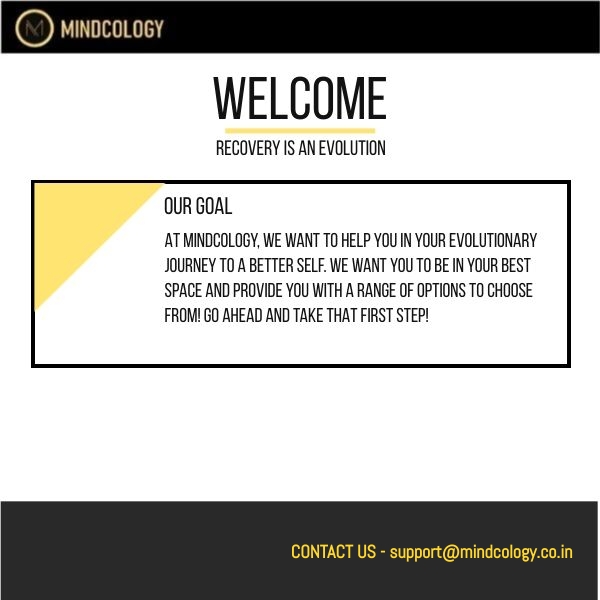 MINDCOLOGY
WELCOME
RECOVERY IS AN EVOLUTION
OUR GOAL
AT MINDCOLOGY, WE WANT TO HELP YOU IN YOUR EVOLUTIONARY
JOURNEY TO A BETTER SELF. WE WANT YOU TO BE IN YOUR BEST
SPACE AND PROVIDE YOU WITH A RANGE OF OPTIONS TO CHOOSE
FROM! GO AHEAD AND TAKE THAT FIRST STEP!
CONTACT US - support@mindcology.co.in